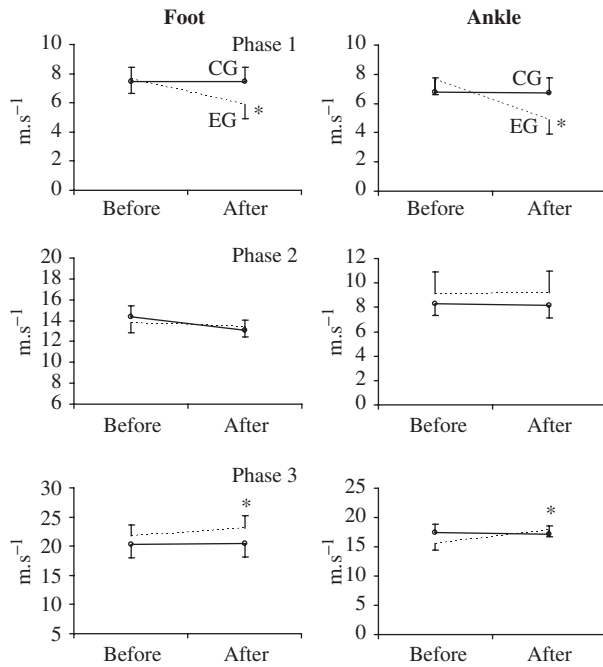 Foot
Ankle
Phase 1
10
8
6
4
2
0
m.s⁻¹
CG
EG
*
Before
After
10
8
6
4
2
0
m.s⁻¹
CG
EG
*
Before
After
Phase 2
20
18
16
14
12
10
8
6
m.s⁻¹
Before
After
12
10
8
6
4
2
0
m.s⁻¹
Before
After
Phase 3
30
25
20
15
10
5
m.s⁻¹
*
Before
After
25
20
15
10
5
0
m.s⁻¹
*
Before
After